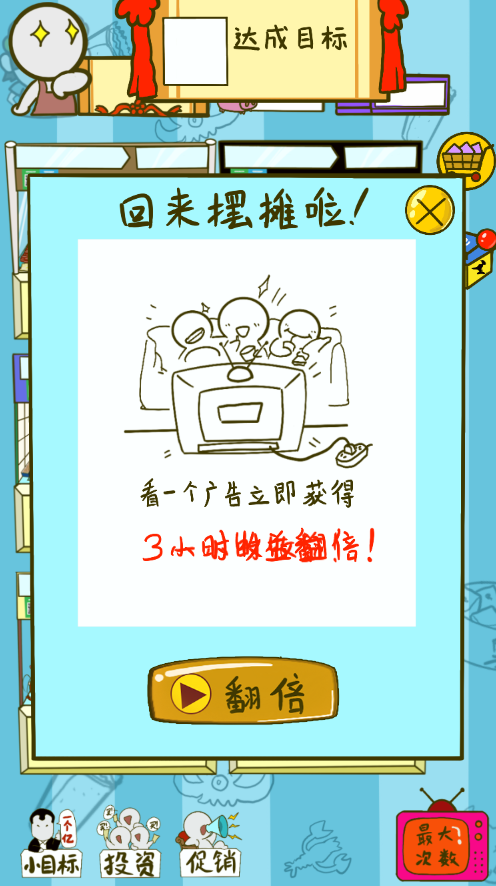 达成目标
回来摆摊啦！
看一个广告立即获得
3小时收益翻倍！
翻倍
一个亿
小目标
投资
促销
最大
次数